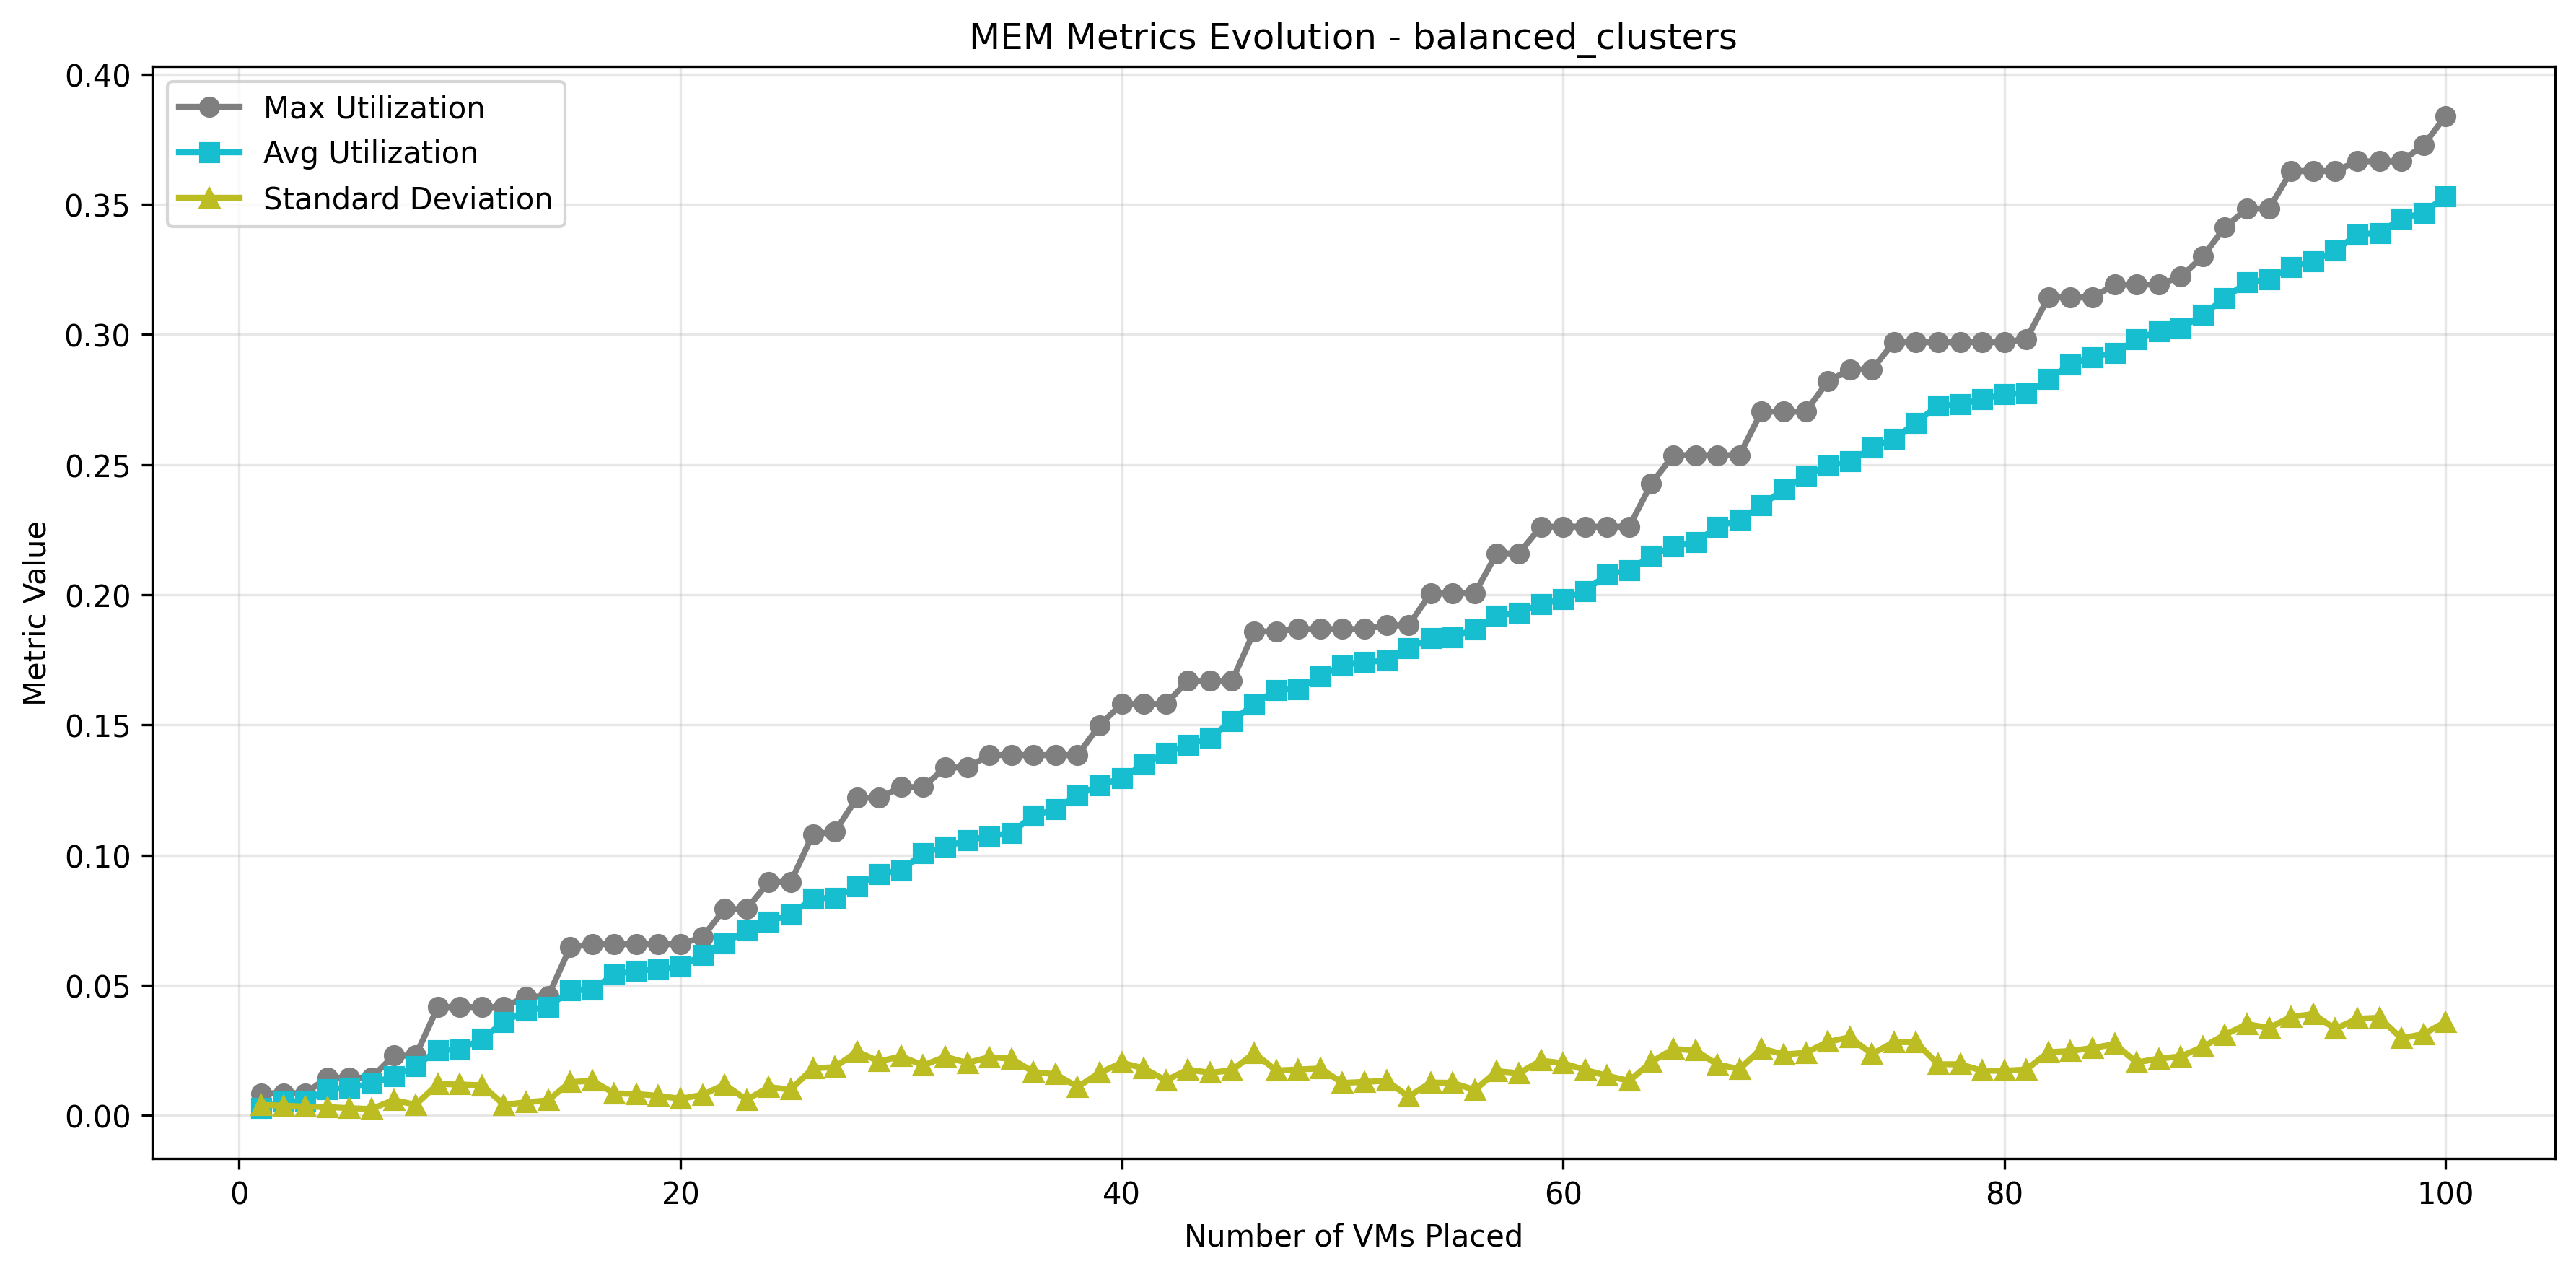 MEM Metrics Evolution - balanced_clusters
Max Utilization
Avg Utilization
Standard Deviation
Metric Value
0.40
0.35
0.30
0.25
0.20
0.15
0.10
0.05
0.00
0 20 40 60 80 100
Number of VMs Placed